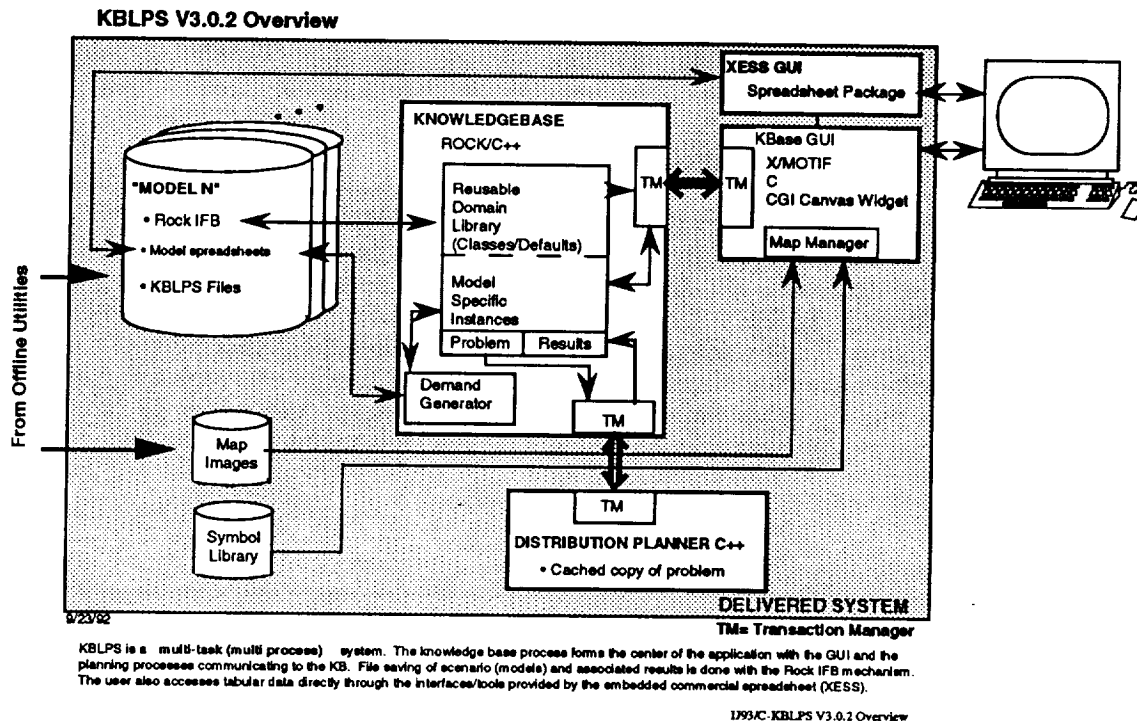 KBLPS V3.0.2 Overview
XESS GUI
Spreadsheet Package
KNOWLEDGEBASE
ROCK/C++
KBase GUI
X/MOTIF
C
CGI Canvas Widget
Map Manager
TM
TM
"MODEL N"
• Rock IFB
• Model spreadsheets
• KBLPS Files
Reusable
Domain
Library
(Classes/Defaults)
Model
Specific
Instances
Problem
Results
Demand
Generator
TM
From Offline Utilities
Map
Images
Symbol
Library
TM
DISTRIBUTION PLANNER C++
• Cached copy of problem
DELIVERED SYSTEM
9/23/92
TM= Transaction Manager
KBLPS is a multi-task (multi process) system. The knowledge base process forms the center of the application with the GUI and the
planning processes communicating to the KB. File saving of scenario (models) and associated results is done with the Rock IFB mechanism.
The user also accesses tabular data directly through the interfaces/tools provided by the embedded commercial spreadsheet (XESS).
1J93/C-KBLPS V3.0.2 Overview